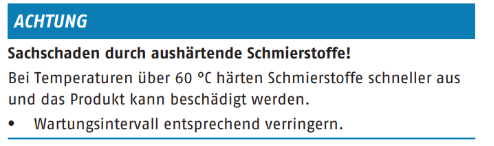 ACHTUNG
Sachschaden durch aushärtende Schmierstoffe!
Bei Temperaturen über 60 °C härten Schmierstoffe schneller aus
und das Produkt kann beschädigt werden.
• Wartungsintervall entsprechend verringern.